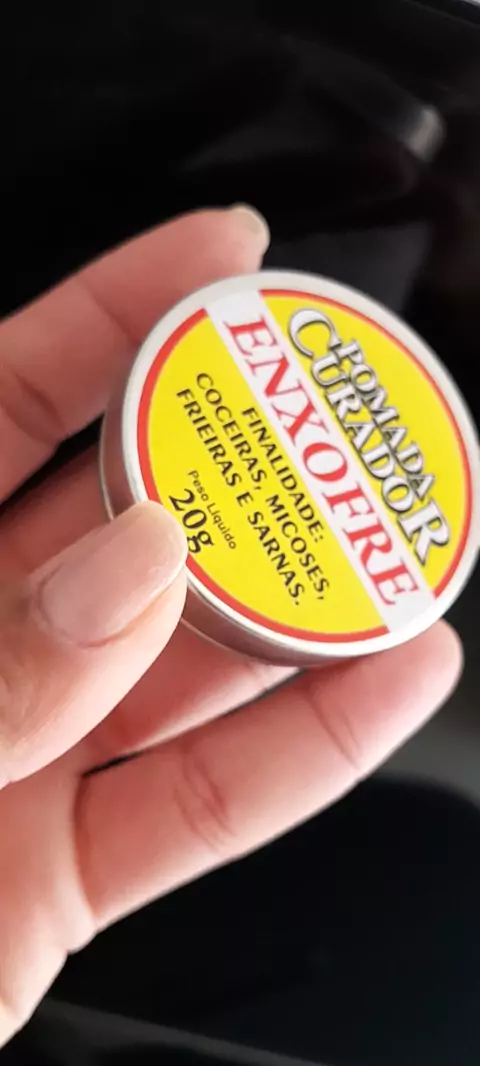 POMADA
CURADOR
ENXOFRE
FINALIDADE:
COCEIRAS, MICOSES,
FRIEIRAS E SARNAS.
Peso Líquido
20g